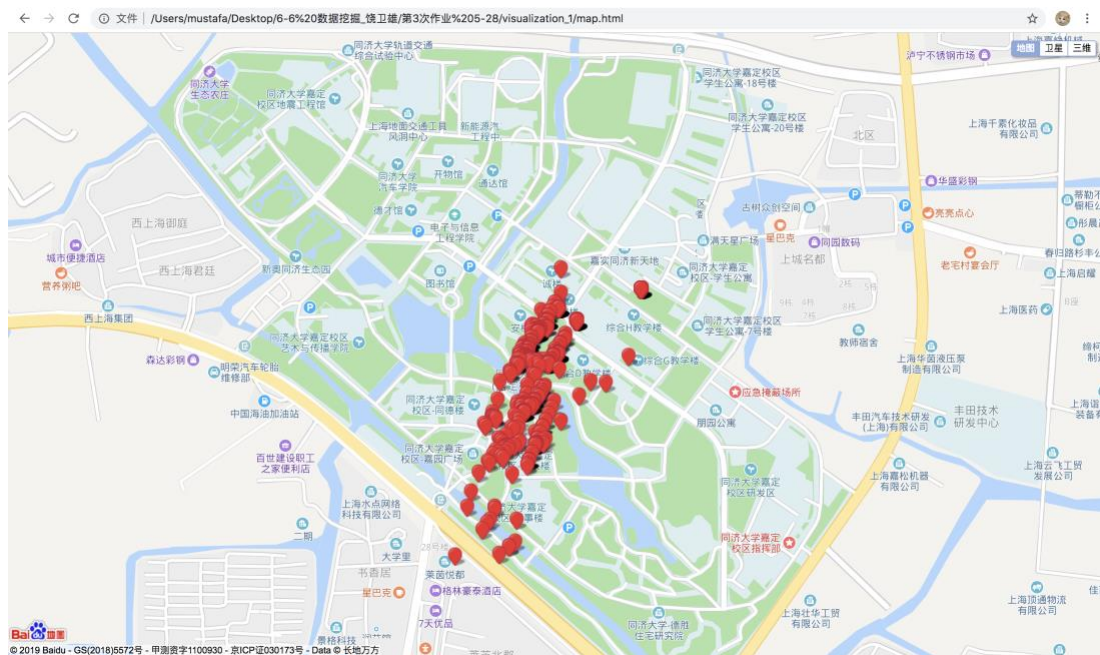 文件 | /Users/mustafa/Desktop/6-6%20数据挖掘_饶卫雄/第3次作业%205-28/visualization_1/map.html
地图 卫星 三维
同济大学轨道交通
综合试验中心
泸宁不锈钢市场
同济大学
生态农庄
同济大学嘉定
校区地震工程馆
同济大学嘉定校区
学生公寓-18号楼
上海地面交通工具
风洞中心
新能源汽
工程中
同济大学嘉定校区
学生公寓-20号楼
北区
上海千素化妆品
有限公司
开物馆
同济大学
汽车学院
通达馆
华盛彩钢
德才馆
古树众创空间
亮亮点心
西上海御庭
电子与信息
工程学院
满天星广场
星巴克
同园数码
城市便捷酒店
西上海君廷
新奥同济生态园
嘉实同济新天地
上城名都
老宅村宴会厅
营养粥吧
图书馆
诚楼
同济大学嘉定
校区-学生公寓
上海启耀
西上海集团
上海医药
综合H教学楼
同济大学嘉定校区
学生公寓-7号楼
教师宿舍
同济大学嘉定校区
艺术与传播学院
森达彩钢
明荣汽车轮胎
维修部
综合G教学楼
上海华茵液压泵
制造有限公司
应急掩蔽场所
中国海油加油站
同济大学嘉定
校区-同德楼
朋园公寓
丰田汽车技术研发
(上海)有限公司
丰田技术
研发中心
百世建设职工
之家便利店
同济大学嘉定
校区-嘉园广场
上海云飞工贸
发展公司
上海嘉松机器
有限公司
同济大学嘉定
校区研发区
上海水点网络
科技有限公司
二期
大学里
28号楼
同济大学嘉定
校区指挥部
书香居
莱茵悦都
星巴克
格林豪泰酒店
7天优品
上海壮华工贸
有限公司
上海顶通物流
有限公司
同济大学-德胜
住宅研究院
景格科技
Bai du 地图
© 2019 Baidu - GS(2018)5572号 - 甲测资字1100930 - 京ICP证030173号 - Data © 长地万方